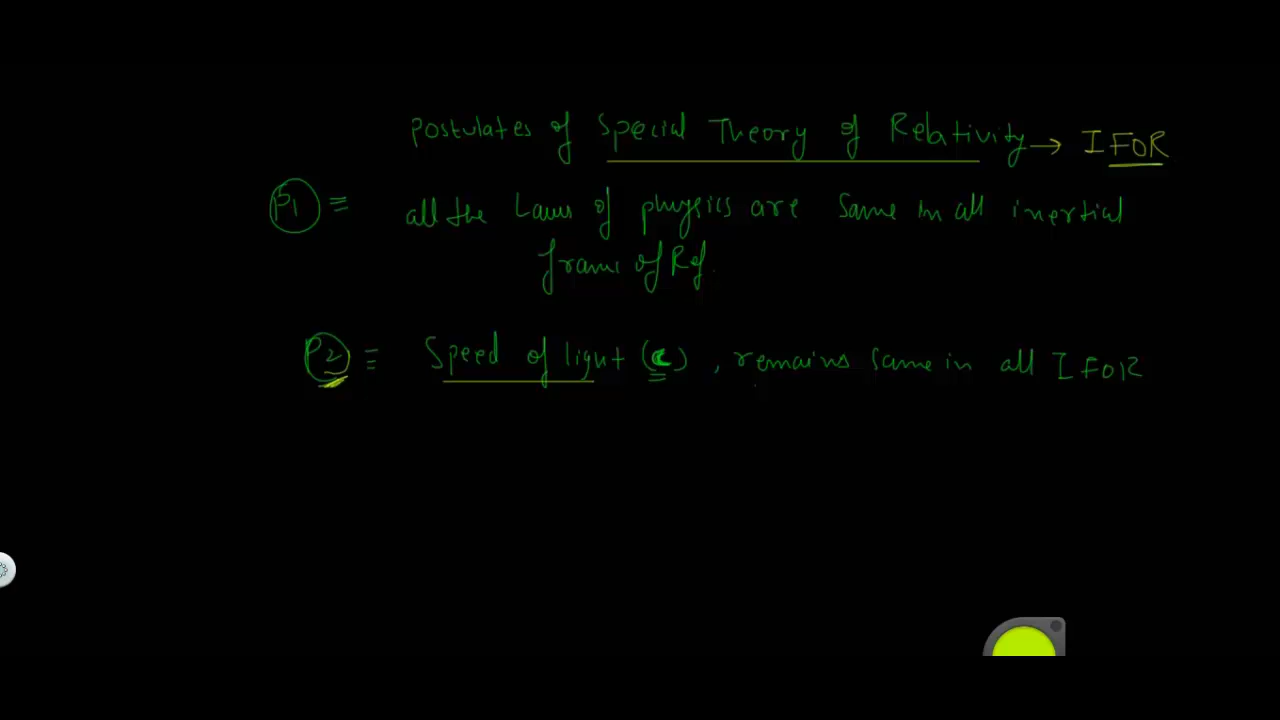 Postulates of Special Theory of Relativity → IFOR
P1 ≡ all the Laws of physics are same in all inertial
frame of Ref.
P2 ≡ Speed of light (c), remains same in all IFOR